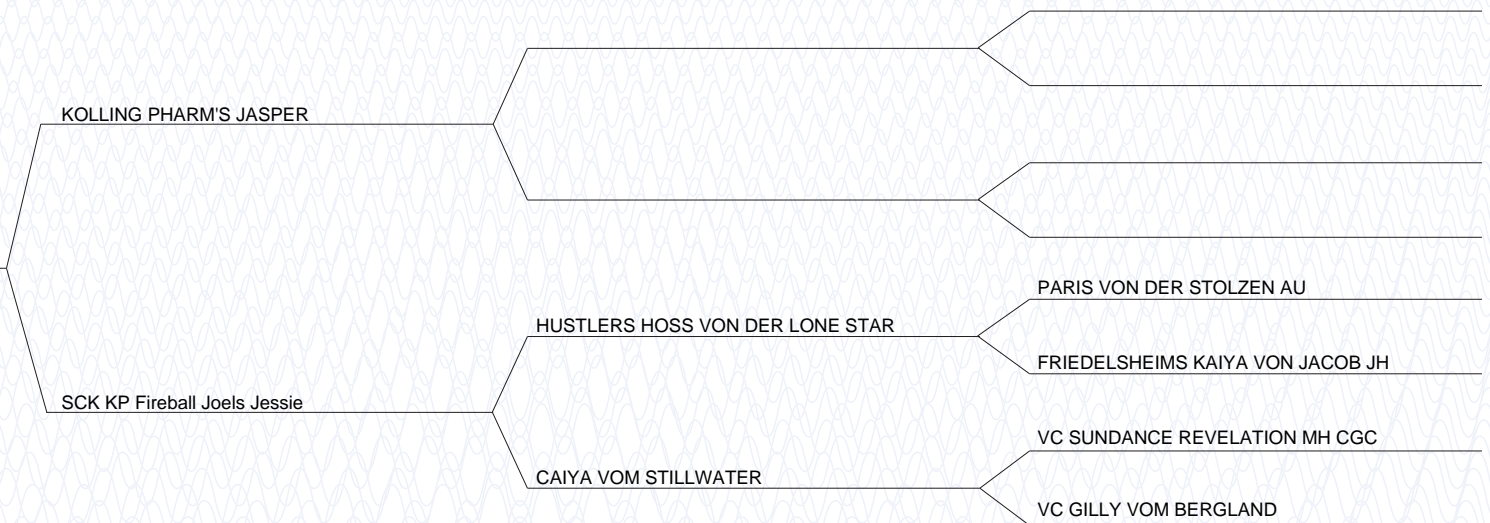 KOLLING PHARM'S JASPER
PARIS VON DER STOLZEN AU
HUSTLERS HOSS VON DER LONE STAR
FRIEDELSHEIMS KAIYA VON JACOB JH
SCK KP Fireball Joels Jessie
VC SUNDANCE REVELATION MH CGC
CAIYA VOM STILLWATER
VC GILLY VOM BERGLAND